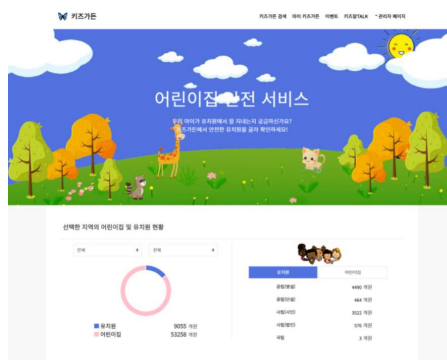 키즈가든
키즈가든 검색 마이 키즈가든 이벤트 키즈맘TALK 관리자 페이지
어린이집 안전 서비스
우리 아이가 유치원에서 잘 지내는지 궁금하신가요?
키즈가든에서 안전한 유치원을 골라 확인하세요!
선택한 지역의 어린이집 및 유치원 현황
전체 전체
유치원 9055 개원
어린이집 53258 개원
유치원 어린이집
공립(병설) 4490 개원
공립(단설) 464 개원
사립(사인) 3522 개원
사립(법인) 576 개원
국립 3 개원